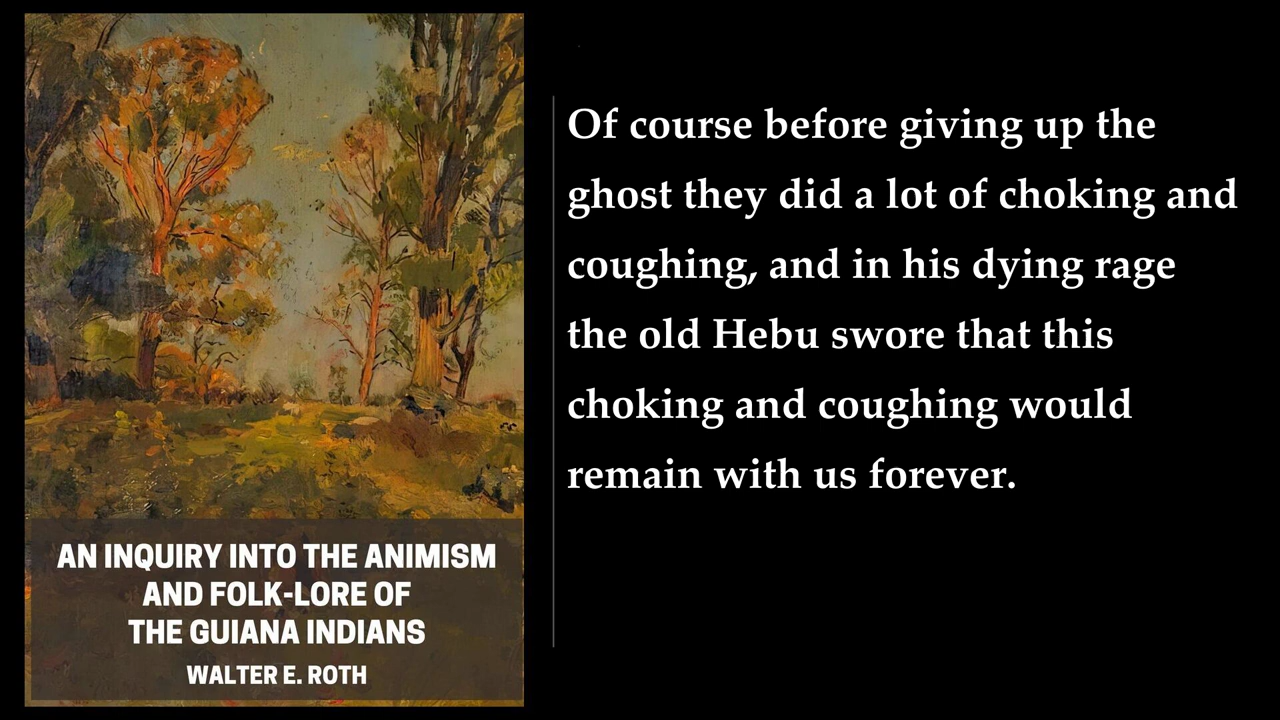 Of course before giving up the
ghost they did a lot of choking and
coughing, and in his dying rage
the old Hebu swore that this
choking and coughing would
remain with us forever.
AN INQUIRY INTO THE ANIMISM
AND FOLK-LORE OF
THE GUIANA INDIANS
WALTER E. ROTH